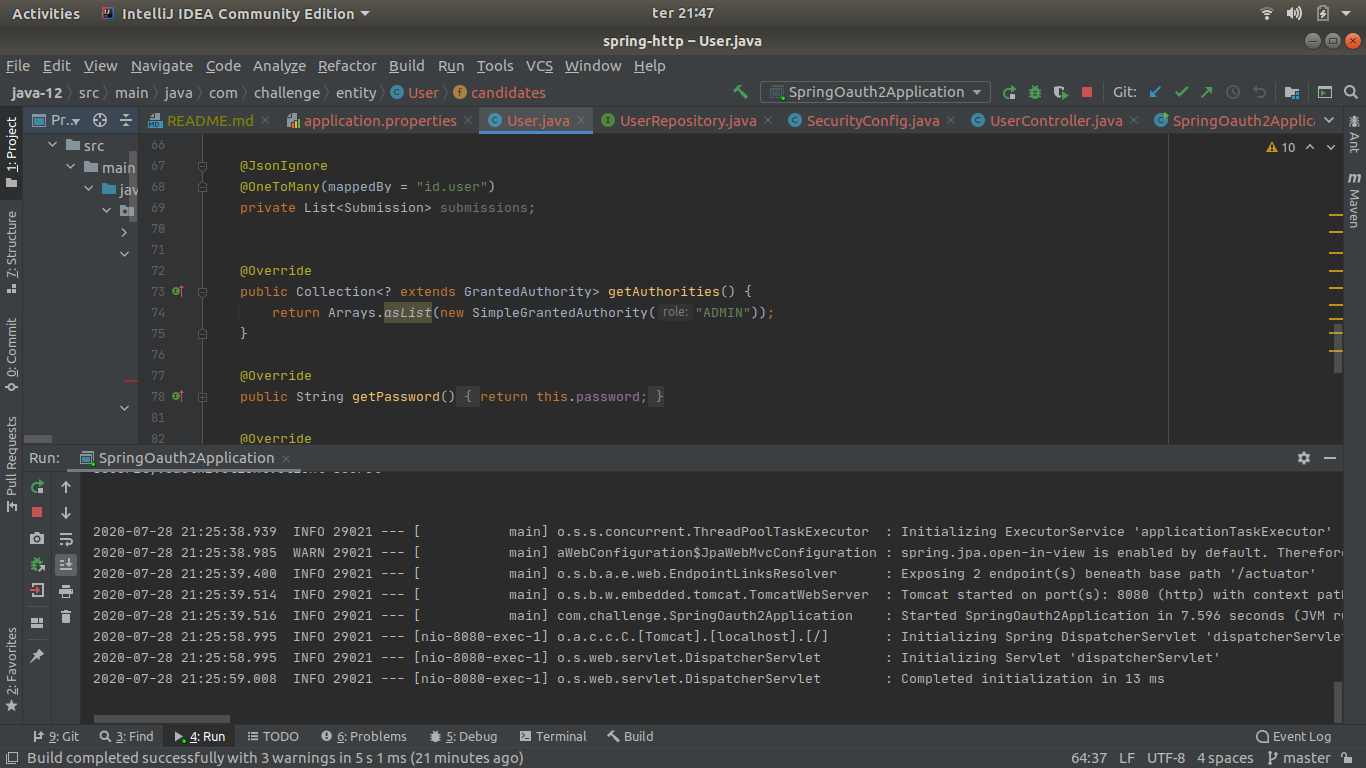 Activities IntelliJ IDEA Community Edition ter 21:47
spring-http – User.java
File Edit View Navigate Code Analyze Refactor Build Run Tools VCS Window Help
java-12 src main java com challenge entity User candidates SpringOauth2Application Git:
1: Project
Pr... README.md application.properties User.java UserRepository.java SecurityConfig.java UserController.java SpringOauth2Applica
Ant
Maven
src
main
jav
7: Structure
0: Commit
Pull Requests
2: Favorites
10
66
67 @JsonIgnore
68 @OneToMany(mappedBy = "id.user")
69 private List<Submission> submissions;
70
71
72 @Override
73 public Collection<? extends GrantedAuthority> getAuthorities() {
74 return Arrays.asList(new SimpleGrantedAuthority( role: "ADMIN"));
75 }
76
77 @Override
78 public String getPassword() { return this.password; }
81
82 @Override
Run: SpringOauth2Application
2020-07-28 21:25:38.939 INFO 29021 --- [ main] o.s.s.concurrent.ThreadPoolTaskExecutor : Initializing ExecutorService 'applicationTaskExecutor'
2020-07-28 21:25:38.985 WARN 29021 --- [ main] aWebConfiguration$JpaWebMvcConfiguration : spring.jpa.open-in-view is enabled by default. Therefore
2020-07-28 21:25:39.400 INFO 29021 --- [ main] o.s.b.a.e.web.EndpointLinksResolver : Exposing 2 endpoint(s) beneath base path '/actuator'
2020-07-28 21:25:39.514 INFO 29021 --- [ main] o.s.b.w.embedded.tomcat.TomcatWebServer : Tomcat started on port(s): 8080 (http) with context path
2020-07-28 21:25:39.516 INFO 29021 --- [ main] com.challenge.SpringOauth2Application : Started SpringOauth2Application in 7.596 seconds (JVM ru
2020-07-28 21:25:58.995 INFO 29021 --- [nio-8080-exec-1] o.a.c.c.C.[Tomcat].[localhost].[/] : Initializing Spring DispatcherServlet 'dispatcherServlet
2020-07-28 21:25:58.995 INFO 29021 --- [nio-8080-exec-1] o.s.web.servlet.DispatcherServlet : Initializing Servlet 'dispatcherServlet'
2020-07-28 21:25:59.008 INFO 29021 --- [nio-8080-exec-1] o.s.web.servlet.DispatcherServlet : Completed initialization in 13 ms
9: Git 3: Find 4: Run TODO 6: Problems 5: Debug Terminal Build Event Log
Build completed successfully with 3 warnings in 5 s 1 ms (21 minutes ago) 64:37 LF UTF-8 4 spaces master